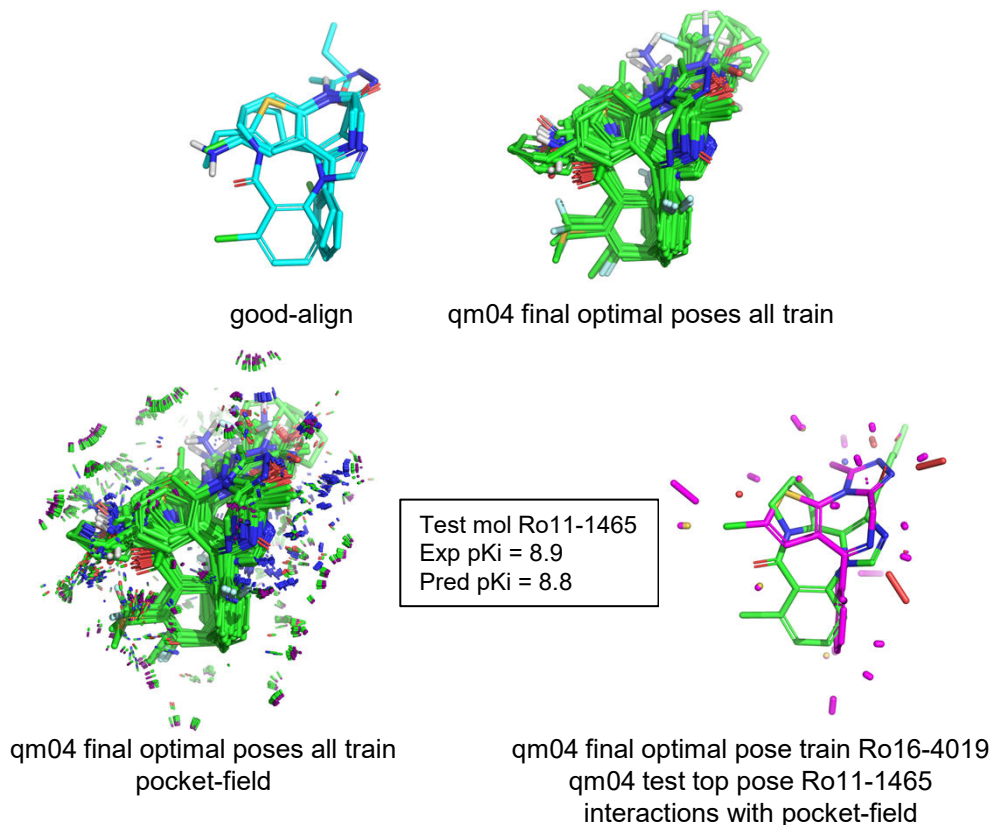 good-align
qm04 final optimal poses all train
qm04 final optimal poses all train
pocket-field
Test mol Ro11-1465
Exp pKi = 8.9
Pred pKi = 8.8
qm04 final optimal pose train Ro16-4019
qm04 test top pose Ro11-1465
interactions with pocket-field